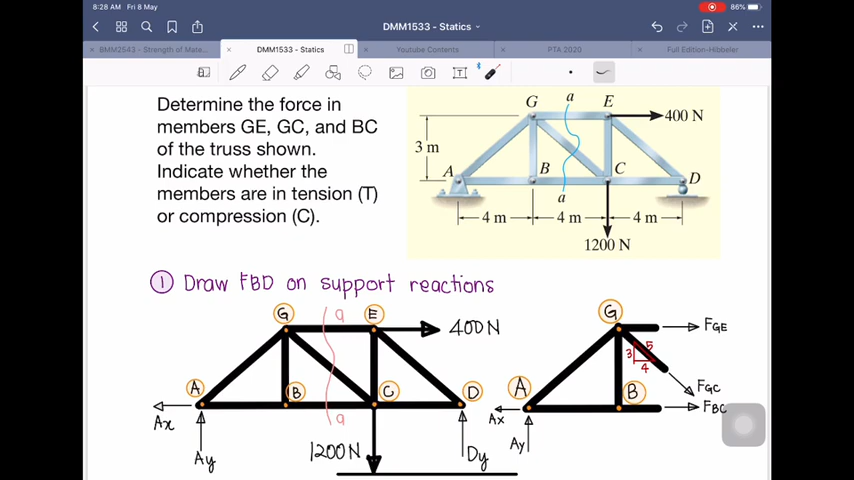 8:28 AM Fri 8 May
86%
DMM1533 - Statics
BMM2543 - Strength of Mate...
DMM1533 - Statics
Youtube Contents
PTA 2020
Full Edition-Hibbeler
Determine the force in
members GE, GC, and BC
of the truss shown.
Indicate whether the
members are in tension (T)
or compression (C).
G a E
400 N
3 m
A B C D
a
4 m 4 m 4 m
1200 N
1 Draw FBD on support reactions
G a E
400N
A B C D
a
Ax
Ay
1200N
Dy
G
FGE
3 5
4
FGC
A B
FBC
Ax
Ay